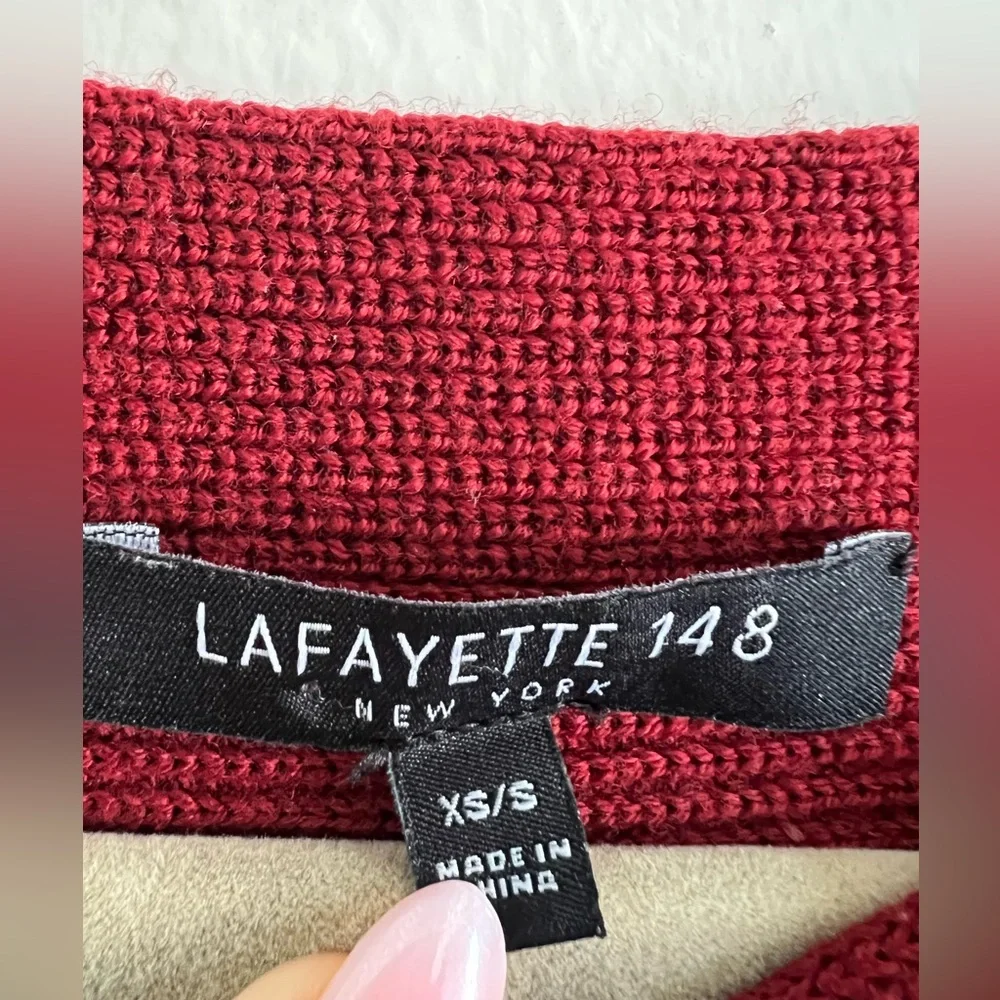 LAFAYETTE 148
NEW YORK
XS/S
MADE IN
CHINA